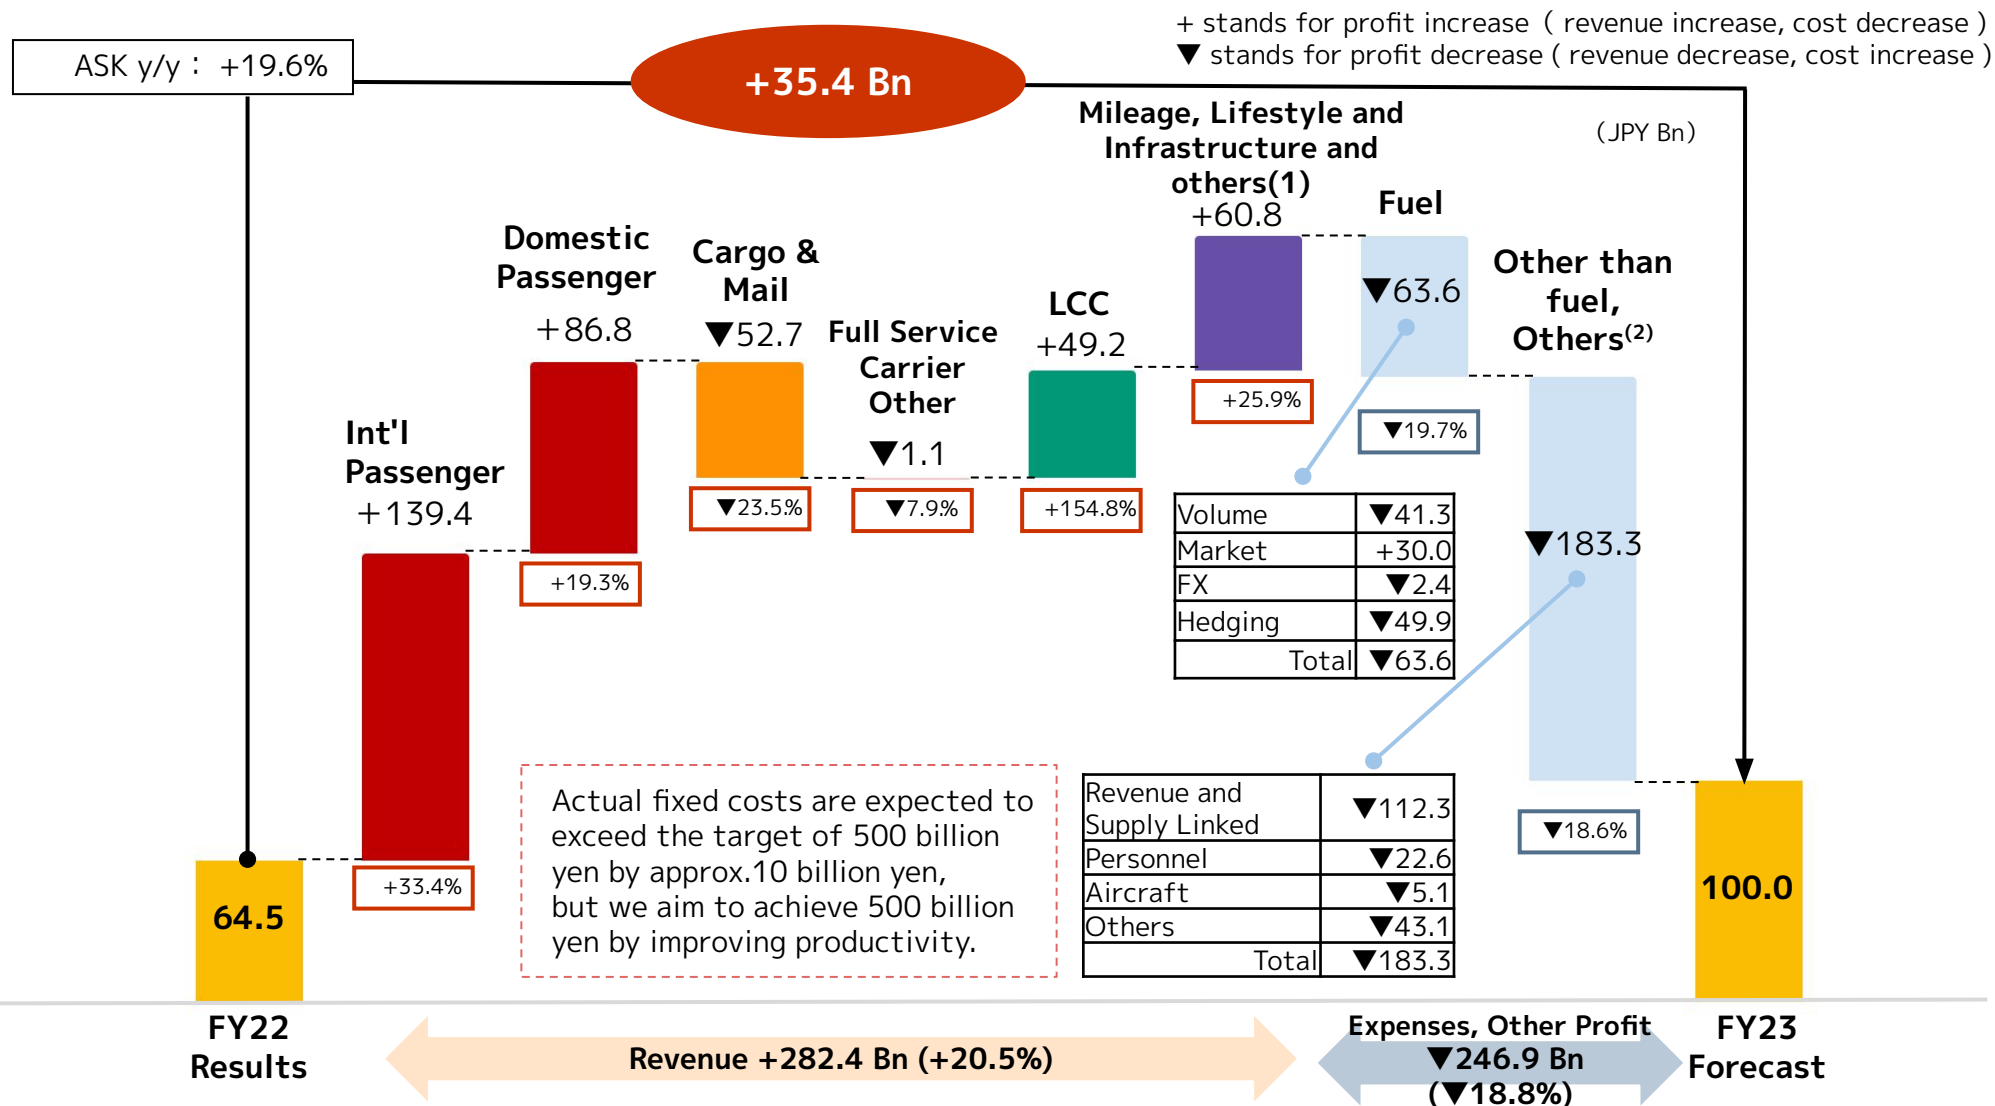 + stands for profit increase ( revenue increase, cost decrease )
▼ stands for profit decrease ( revenue decrease, cost increase )
ASK y/y： +19.6%
+35.4 Bn
（JPY Bn）
Mileage, Lifestyle and
Infrastructure and
others(1)
+60.8
+25.9%
Fuel
▼63.6
▼19.7%
Other than
fuel,
Others(2)
▼183.3
▼18.6%
Domestic
Passenger
+86.8
+19.3%
Cargo &
Mail
▼52.7
▼23.5%
Full Service
Carrier
Other
▼1.1
▼7.9%
LCC
+49.2
+154.8%
Int'l
Passenger
+139.4
+33.4%
Volume ▼41.3
Market +30.0
FX ▼2.4
Hedging ▼49.9
Total ▼63.6
Actual fixed costs are expected to
exceed the target of 500 billion
yen by approx.10 billion yen,
but we aim to achieve 500 billion
yen by improving productivity.
Revenue and
Supply Linked ▼112.3
Personnel ▼22.6
Aircraft ▼5.1
Others ▼43.1
Total ▼183.3
64.5
100.0
FY22
Results
Revenue +282.4 Bn (+20.5%)
Expenses, Other Profit
▼246.9 Bn
(▼18.8%)
FY23
Forecast